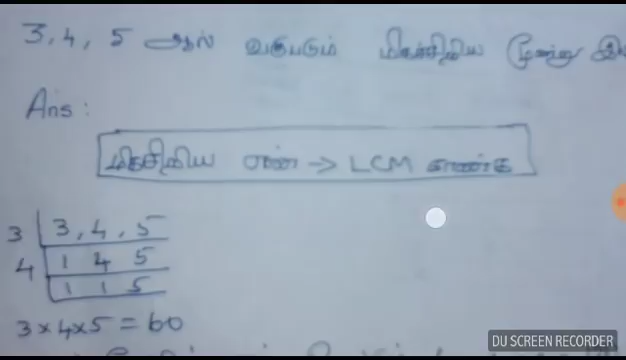 3, 4, 5 ஆல் வகுபடும் மிகச்சிறிய மூன்று
Ans:
மிகசிறிய எண் → LCM காண்க
3 | 3, 4, 5
4 | 1 4 5
1 1 5
3×4×5 = 60
DU SCREEN RECORDER